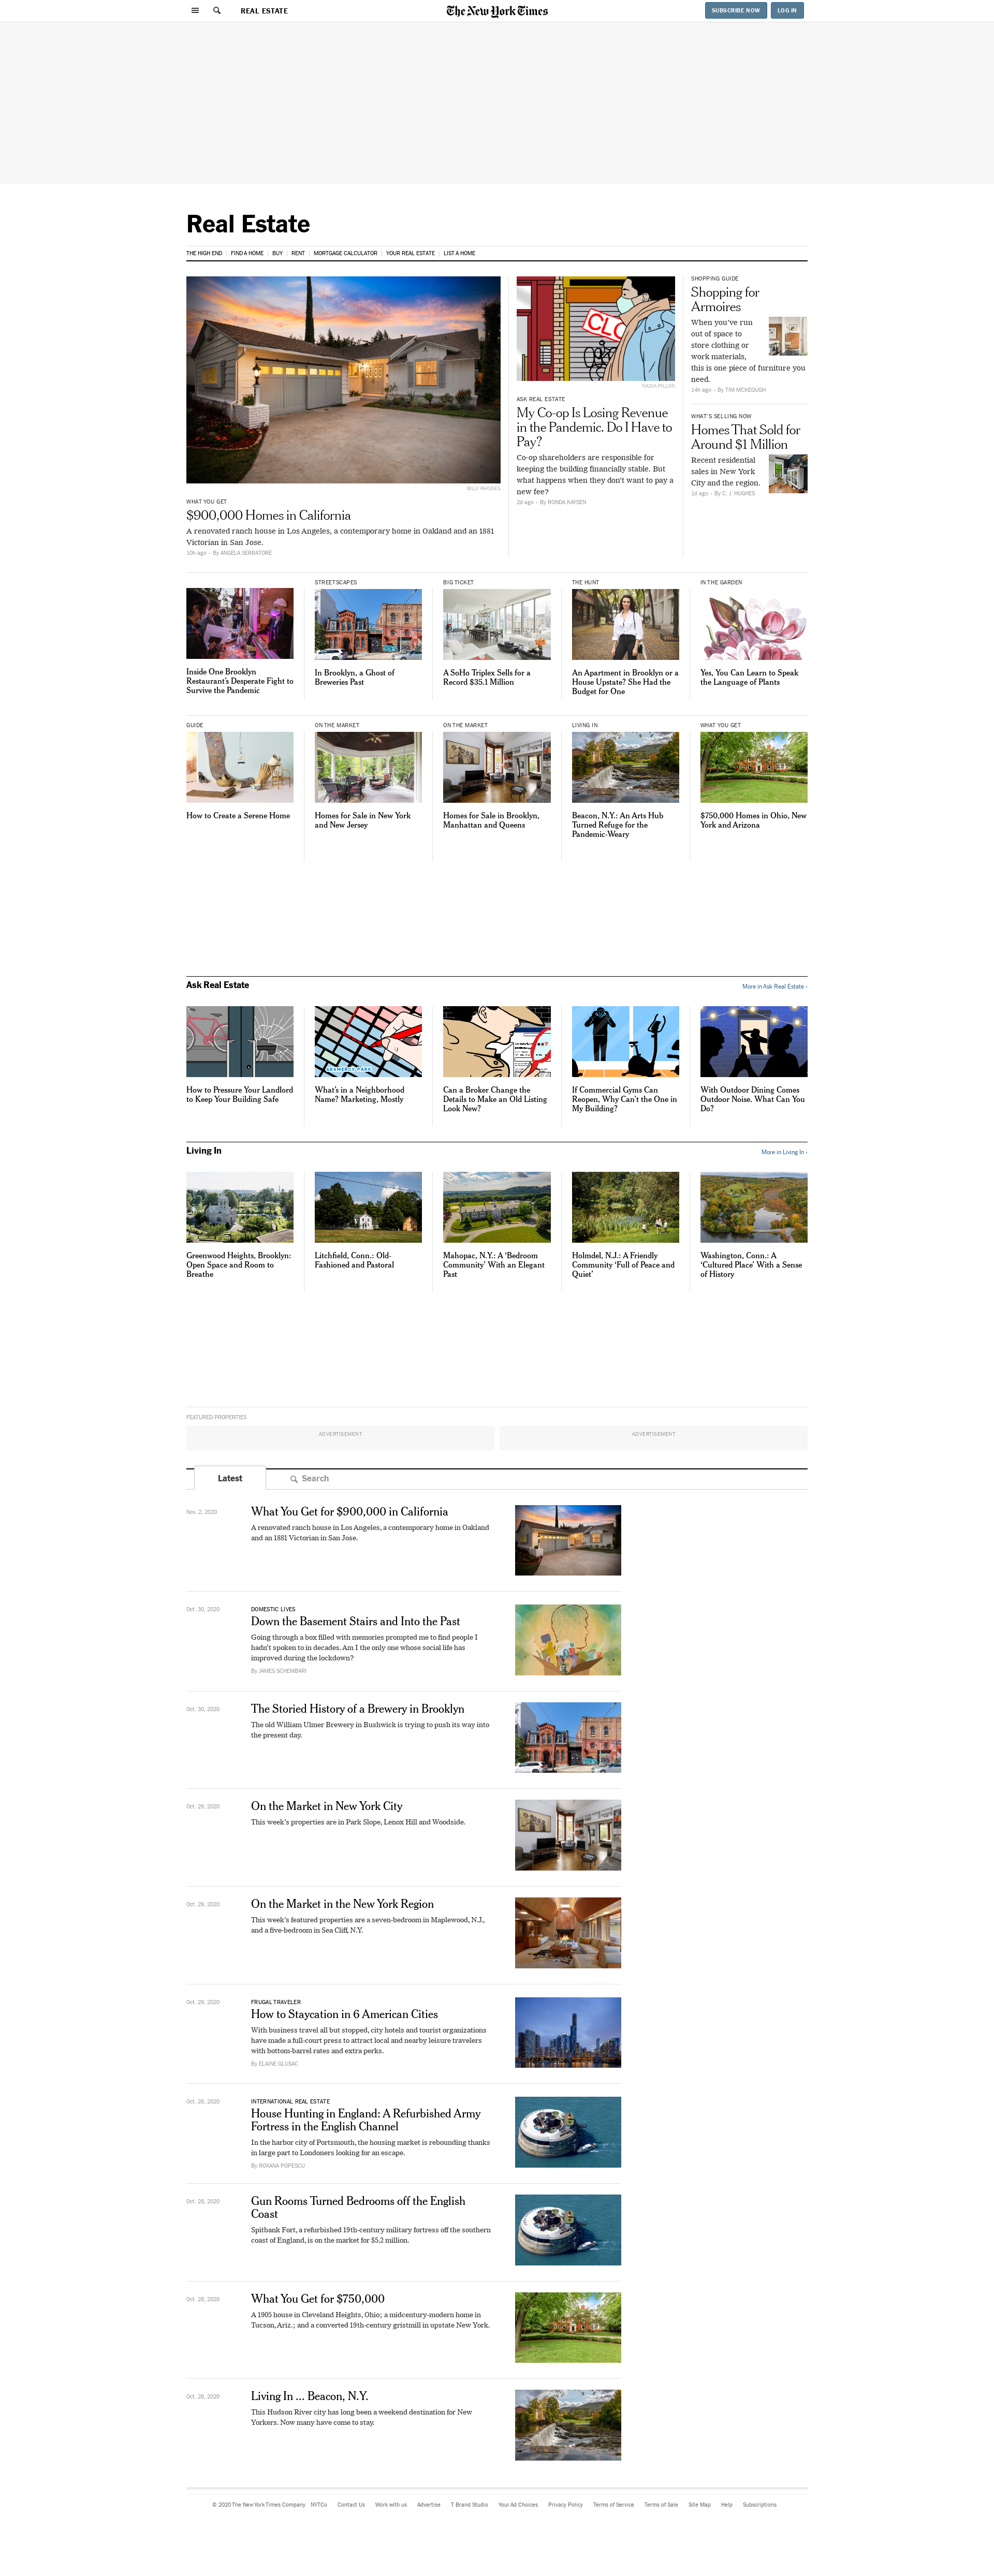 REAL ESTATE
The New York Times
SUBSCRIBE NOW
LOG IN
Real Estate
THE HIGH END
FIND A HOME
BUY
RENT
MORTGAGE CALCULATOR
YOUR REAL ESTATE
LIST A HOME
BILLY RHODES
WHAT YOU GET
$900,000 Homes in California
A renovated ranch house in Los Angeles, a contemporary home in Oakland and an 1881
Victorian in San Jose.
10h ago
By ANGELA SERRATORE
CLO
NADIA PILLON
ASK REAL ESTATE
My Co-op Is Losing Revenue
in the Pandemic. Do I Have to
Pay?
Co-op shareholders are responsible for
keeping the building financially stable. But
what happens when they don't want to pay a
new fee?
2d ago
By RONDA KAYSEN
SHOPPING GUIDE
Shopping for
Armoires
When you've run
out of space to
store clothing or
work materials,
this is one piece of furniture you
need.
14h ago
By TIM MCKEOUGH
WHAT'S SELLING NOW
Homes That Sold for
Around $1 Million
Recent residential
sales in New York
City and the region.
1d ago
By C. J. HUGHES
Inside One Brooklyn
Restaurant's Desperate Fight to
Survive the Pandemic
STREETSCAPES
In Brooklyn, a Ghost of
Breweries Past
BIG TICKET
A SoHo Triplex Sells for a
Record $35.1 Million
THE HUNT
An Apartment in Brooklyn or a
House Upstate? She Had the
Budget for One
IN THE GARDEN
Yes, You Can Learn to Speak
the Language of Plants
GUIDE
How to Create a Serene Home
ON THE MARKET
Homes for Sale in New York
and New Jersey
ON THE MARKET
Homes for Sale in Brooklyn,
Manhattan and Queens
LIVING IN
Beacon, N.Y.: An Arts Hub
Turned Refuge for the
Pandemic-Weary
WHAT YOU GET
$750,000 Homes in Ohio, New
York and Arizona
Ask Real Estate
More in Ask Real Estate ›
How to Pressure Your Landlord
to Keep Your Building Safe
GRAMERCY PARK
What's in a Neighborhood
Name? Marketing, Mostly
Can a Broker Change the
Details to Make an Old Listing
Look New?
If Commercial Gyms Can
Reopen, Why Can't the One in
My Building?
With Outdoor Dining Comes
Outdoor Noise. What Can You
Do?
Living In
More in Living In ›
Greenwood Heights, Brooklyn:
Open Space and Room to
Breathe
Litchfield, Conn.: Old-
Fashioned and Pastoral
Mahopac, N.Y.: A 'Bedroom
Community' With an Elegant
Past
Holmdel, N.J.: A Friendly
Community 'Full of Peace and
Quiet'
Washington, Conn.: A
'Cultured Place' With a Sense
of History
FEATURED PROPERTIES
ADVERTISEMENT
ADVERTISEMENT
Latest
Search
Nov. 2, 2020
What You Get for $900,000 in California
A renovated ranch house in Los Angeles, a contemporary home in Oakland
and an 1881 Victorian in San Jose.
Oct. 30, 2020
DOMESTIC LIVES
Down the Basement Stairs and Into the Past
Going through a box filled with memories prompted me to find people I
hadn't spoken to in decades. Am I the only one whose social life has
improved during the lockdown?
By JAMES SCHEMBARI
Oct. 30, 2020
The Storied History of a Brewery in Brooklyn
The old William Ulmer Brewery in Bushwick is trying to push its way into
the present day.
Oct. 29, 2020
On the Market in New York City
This week's properties are in Park Slope, Lenox Hill and Woodside.
Oct. 29, 2020
On the Market in the New York Region
This week's featured properties are a seven-bedroom in Maplewood, N.J.,
and a five-bedroom in Sea Cliff, N.Y.
Oct. 29, 2020
FRUGAL TRAVELER
How to Staycation in 6 American Cities
With business travel all but stopped, city hotels and tourist organizations
have made a full-court press to attract local and nearby leisure travelers
with bottom-barrel rates and extra perks.
By ELAINE GLUSAC
Oct. 28, 2020
INTERNATIONAL REAL ESTATE
House Hunting in England: A Refurbished Army
Fortress in the English Channel
In the harbor city of Portsmouth, the housing market is rebounding thanks
in large part to Londoners looking for an escape.
By ROXANA POPESCU
Oct. 28, 2020
Gun Rooms Turned Bedrooms off the English
Coast
Spitbank Fort, a refurbished 19th-century military fortress off the southern
coast of England, is on the market for $5.2 million.
Oct. 28, 2020
What You Get for $750,000
A 1905 house in Cleveland Heights, Ohio; a midcentury-modern home in
Tucson, Ariz.; and a converted 19th-century gristmill in upstate New York.
Oct. 28, 2020
Living In ... Beacon, N.Y.
This Hudson River city has long been a weekend destination for New
Yorkers. Now many have come to stay.
© 2020 The New York Times Company
NYTCo
Contact Us
Work with us
Advertise
T Brand Studio
Your Ad Choices
Privacy Policy
Terms of Service
Terms of Sale
Site Map
Help
Subscriptions